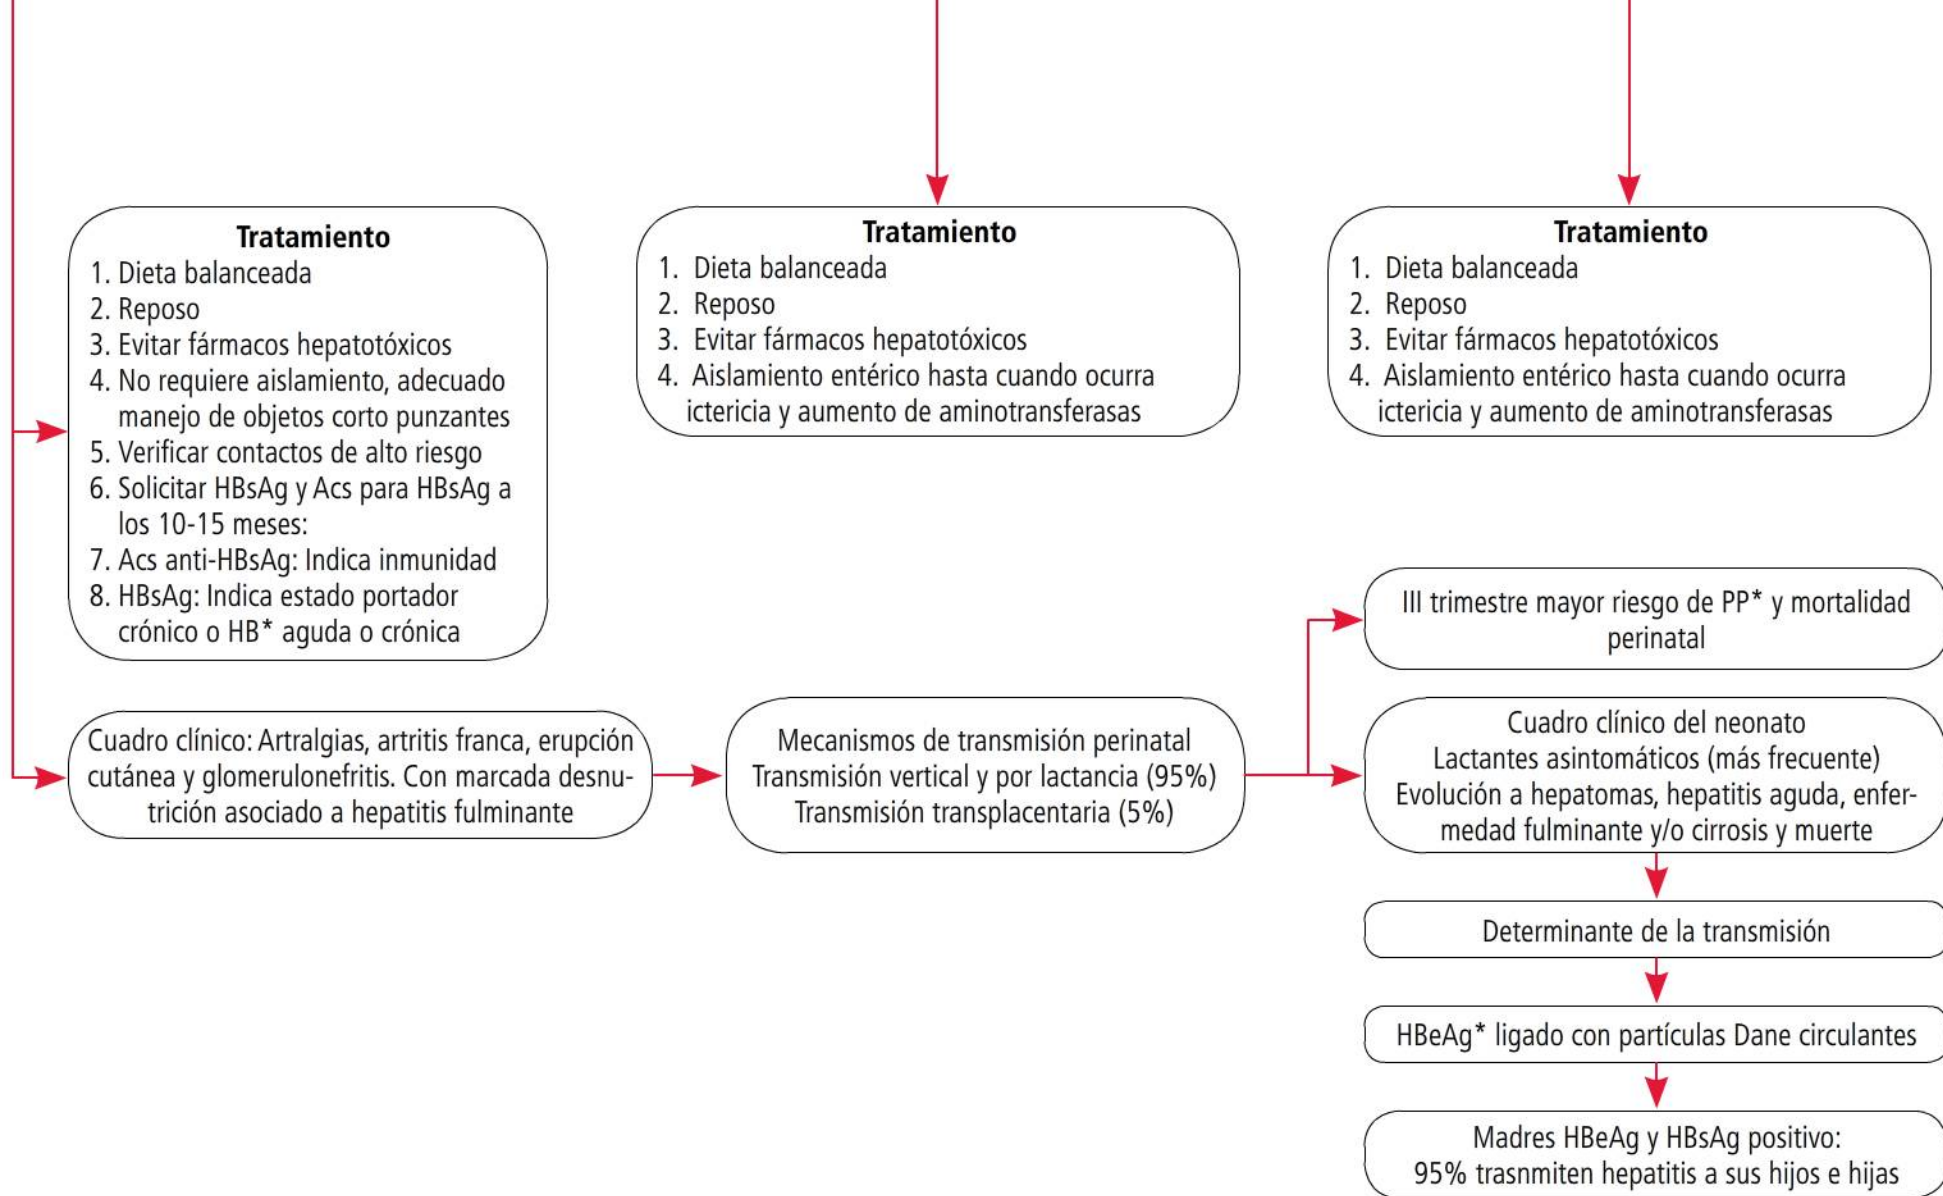 Tratamiento
1. Dieta balanceada
2. Reposo
3. Evitar fármacos hepatotóxicos
4. No requiere aislamiento, adecuado
manejo de objetos corto punzantes
5. Verificar contactos de alto riesgo
6. Solicitar HBsAg y Acs para HBsAg a
los 10-15 meses:
7. Acs anti-HBsAg: Indica inmunidad
8. HBsAg: Indica estado portador
crónico o HB* aguda o crónica
Tratamiento
1. Dieta balanceada
2. Reposo
3. Evitar fármacos hepatotóxicos
4. Aislamiento entérico hasta cuando ocurra
ictericia y aumento de aminotransferasas
Tratamiento
1. Dieta balanceada
2. Reposo
3. Evitar fármacos hepatotóxicos
4. Aislamiento entérico hasta cuando ocurra
ictericia y aumento de aminotransferasas
Cuadro clínico: Artralgias, artritis franca, erupción
cutánea y glomerulonefritis. Con marcada desnu-
trición asociado a hepatitis fulminante
Mecanismos de transmisión perinatal
Transmisión vertical y por lactancia (95%)
Transmisión transplacentaria (5%)
III trimestre mayor riesgo de PP* y mortalidad
perinatal
Cuadro clínico del neonato
Lactantes asintomáticos (más frecuente)
Evolución a hepatomas, hepatitis aguda, enfer-
medad fulminante y/o cirrosis y muerte
Determinante de la transmisión
HBeAg* ligado con partículas Dane circulantes
Madres HBeAg y HBsAg positivo:
95% trasnmiten hepatitis a sus hijos e hijas